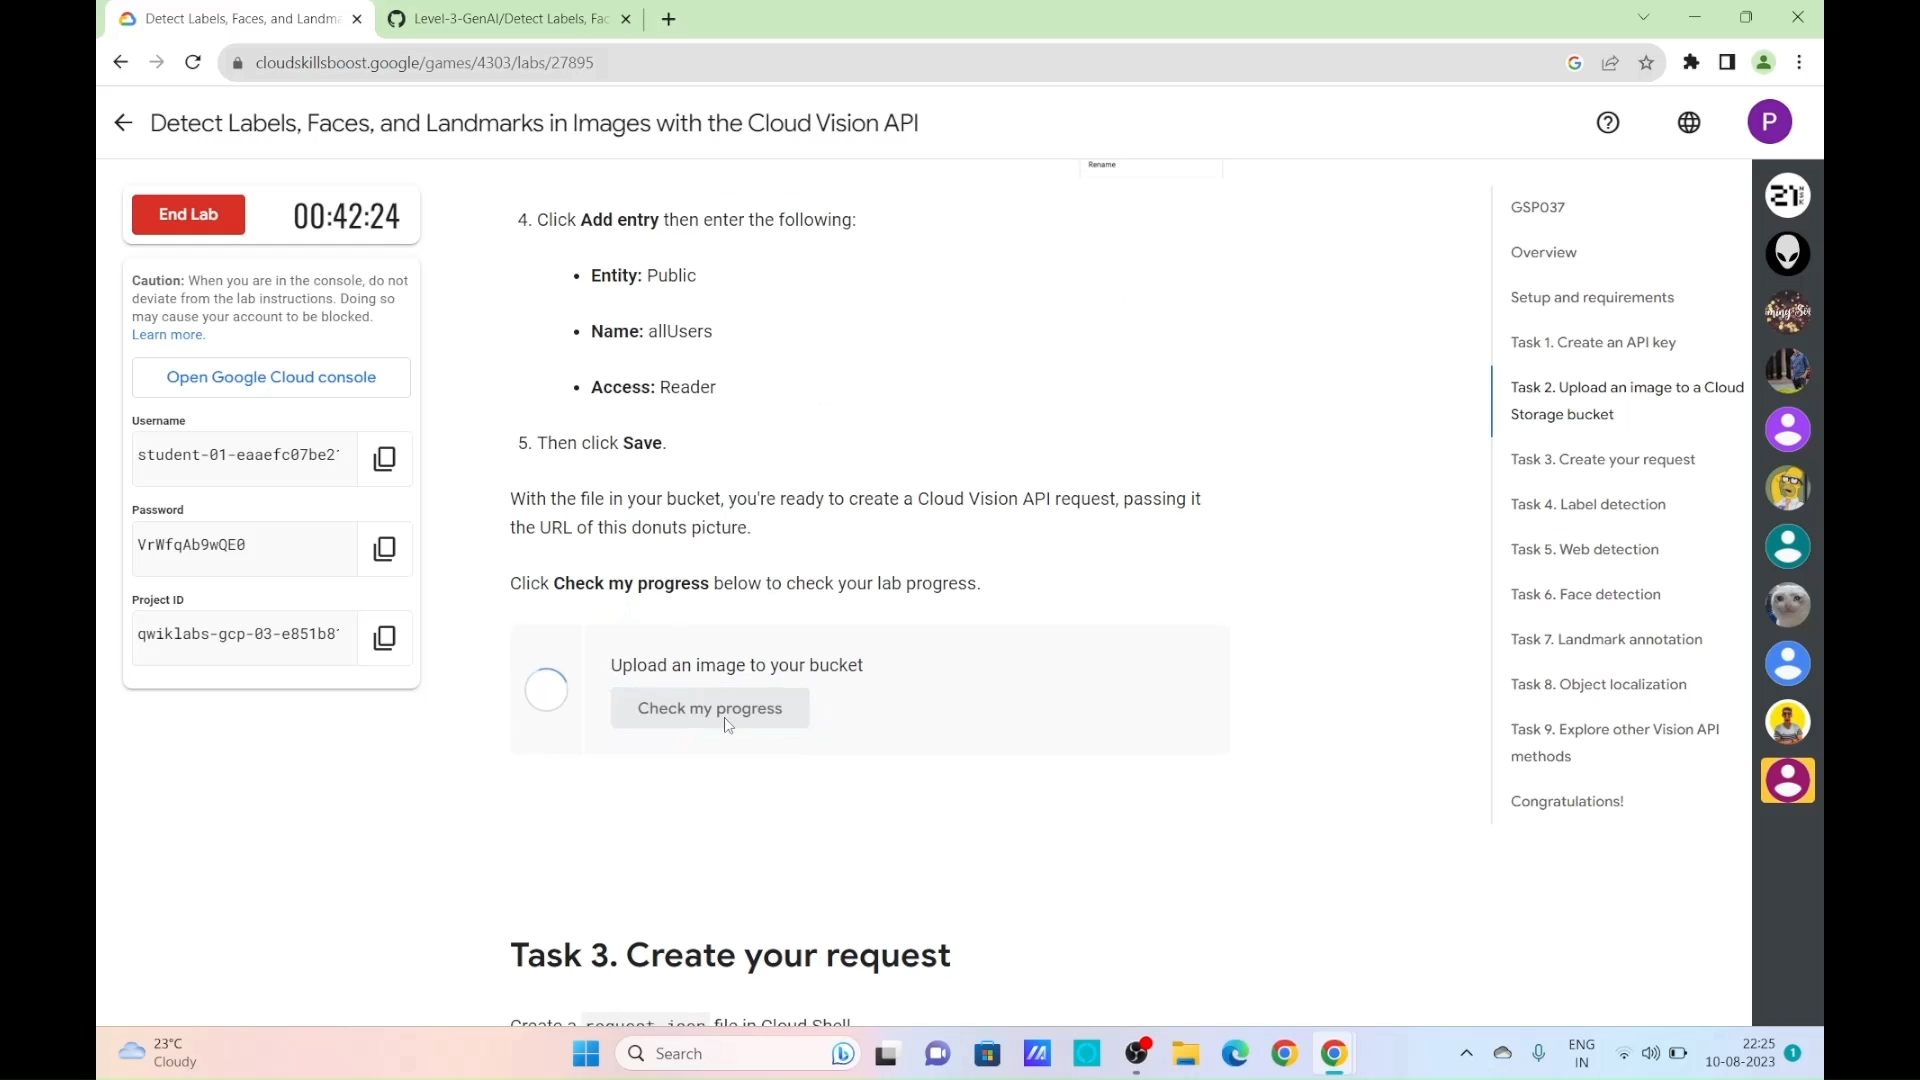 Detect Labels, Faces, and Landma
Level-3-GenAI/Detect Labels, Fac
cloudskillsboost.google/games/4303/labs/27895
Detect Labels, Faces, and Landmarks in Images with the Cloud Vision API
P
End Lab
00:42:24
Caution: When you are in the console, do not
deviate from the lab instructions. Doing so
may cause your account to be blocked.
Learn more.
Open Google Cloud console
Username
student-01-eaaefc07be2
Password
VrWfqAb9wQE0
Project ID
qwiklabs-gcp-03-e851b8
Rename
4. Click Add entry then enter the following:
• Entity: Public
• Name: allUsers
• Access: Reader
5. Then click Save.
With the file in your bucket, you're ready to create a Cloud Vision API request, passing it
the URL of this donuts picture.
Click Check my progress below to check your lab progress.
Upload an image to your bucket
Check my progress
Task 3. Create your request
Create a request.json file in Cloud Shell
GSP037
Overview
Setup and requirements
Task 1. Create an API key
Task 2. Upload an image to a Cloud
Storage bucket
Task 3. Create your request
Task 4. Label detection
Task 5. Web detection
Task 6. Face detection
Task 7. Landmark annotation
Task 8. Object localization
Task 9. Explore other Vision API
methods
Congratulations!
21
23°C
Cloudy
Search
ENG
IN
22:25
10-08-2023
1